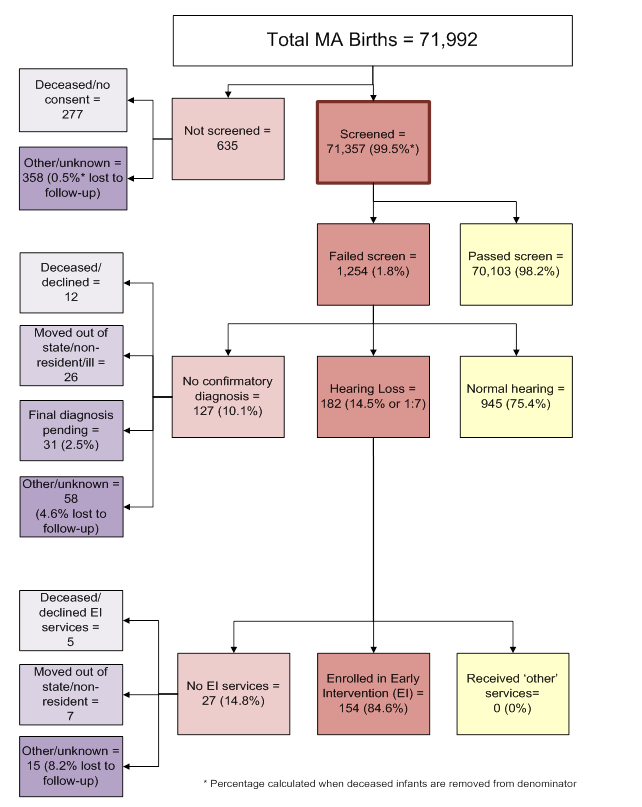 Total MA Births = 71,992
Deceased/no
consent =
277
Not screened =
635
Screened =
71,357 (99.5%*)
Other/unknown =
358 (0.5%* lost to
follow-up)
Failed screen =
1,254 (1.8%)
Passed screen =
70,103 (98.2%)
Deceased/
declined =
12
Moved out of
state/non-
resident/ill =
26
No confirmatory
diagnosis =
127 (10.1%)
Hearing Loss =
182 (14.5% or 1:7)
Normal hearing =
945 (75.4%)
Final diagnosis
pending =
31 (2.5%)
Other/unknown =
58
(4.6% lost to
follow-up)
Deceased/
declined EI
services =
5
Moved out of
state/non-
resident =
7
No EI services =
27 (14.8%)
Enrolled in Early
Intervention (EI) =
154 (84.6%)
Received ‘other’
services=
0 (0%)
Other/unknown =
15 (8.2% lost to
follow-up)
* Percentage calculated when deceased infants are removed from denominator